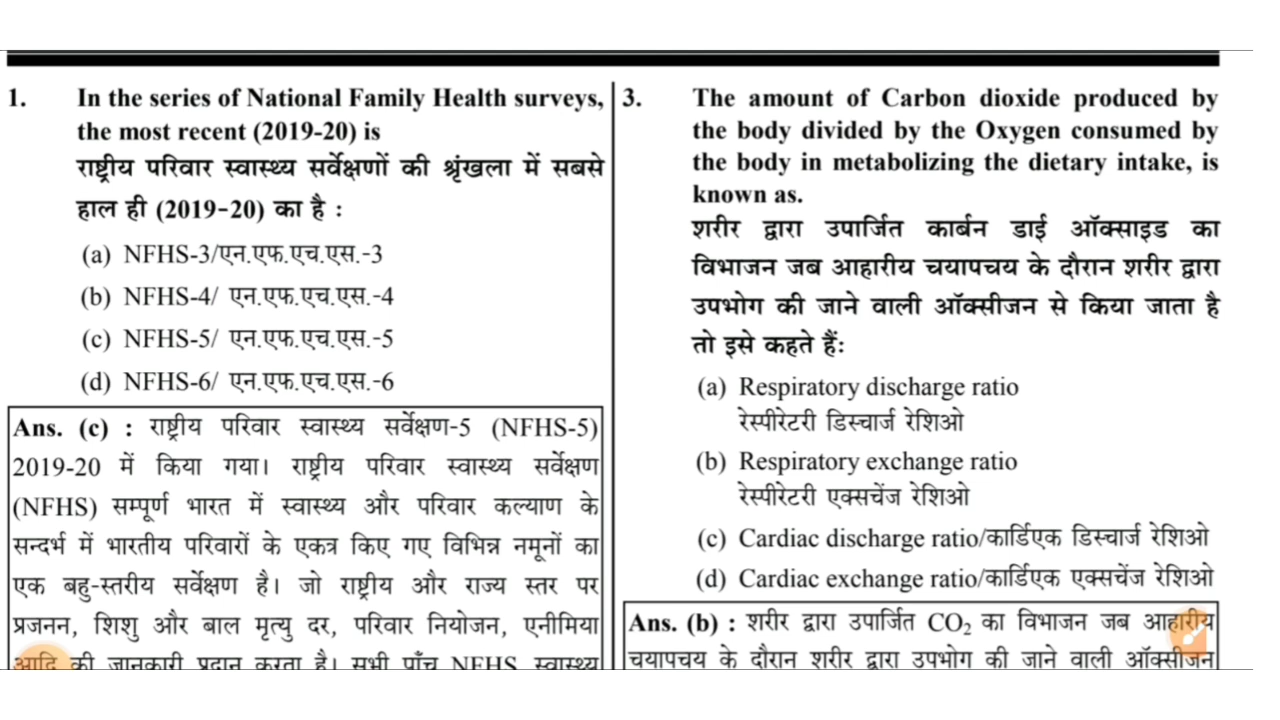 1. In the series of National Family Health surveys,
the most recent (2019-20) is
राष्ट्रीय परिवार स्वास्थ्य सर्वेक्षणों की श्रृंखला में सबसे
हाल ही (2019-20) का है :
(a) NFHS-3/एन.एफ.एच.एस.-3
(b) NFHS-4/ एन.एफ.एच.एस.-4
(c) NFHS-5/ एन.एफ.एच.एस.-5
(d) NFHS-6/ एन.एफ.एच.एस.-6
Ans. (c) : राष्ट्रीय परिवार स्वास्थ्य सर्वेक्षण-5 (NFHS-5)
2019-20 में किया गया। राष्ट्रीय परिवार स्वास्थ्य सर्वेक्षण
(NFHS) सम्पूर्ण भारत में स्वास्थ्य और परिवार कल्याण के
सन्दर्भ में भारतीय परिवारों के एकत्र किए गए विभिन्न नमूनों का
एक बहु-स्तरीय सर्वेक्षण है। जो राष्ट्रीय और राज्य स्तर पर
प्रजनन, शिशु और बाल मृत्यु दर, परिवार नियोजन, एनीमिया
आदि की जानकारी प्रदान करता है। सभी पाँच NFHS स्वास्थ्य
3. The amount of Carbon dioxide produced by
the body divided by the Oxygen consumed by
the body in metabolizing the dietary intake, is
known as.
शरीर द्वारा उपार्जित कार्बन डाई ऑक्साइड का
विभाजन जब आहारीय चयापचय के दौरान शरीर द्वारा
उपभोग की जाने वाली ऑक्सीजन से किया जाता है
तो इसे कहते हैंः
(a) Respiratory discharge ratio
रेस्पीरेटरी डिस्चार्ज रेशिओ
(b) Respiratory exchange ratio
रेस्पीरेटरी एक्सचेंज रेशिओ
(c) Cardiac discharge ratio/कार्डिएक डिस्चार्ज रेशिओ
(d) Cardiac exchange ratio/कार्डिएक एक्सचेंज रेशिओ
Ans. (b) : शरीर द्वारा उपार्जित CO₂ का विभाजन जब आहारीय
चयापचय के दौरान शरीर द्वारा उपभोग की जाने वाली ऑक्सीजन